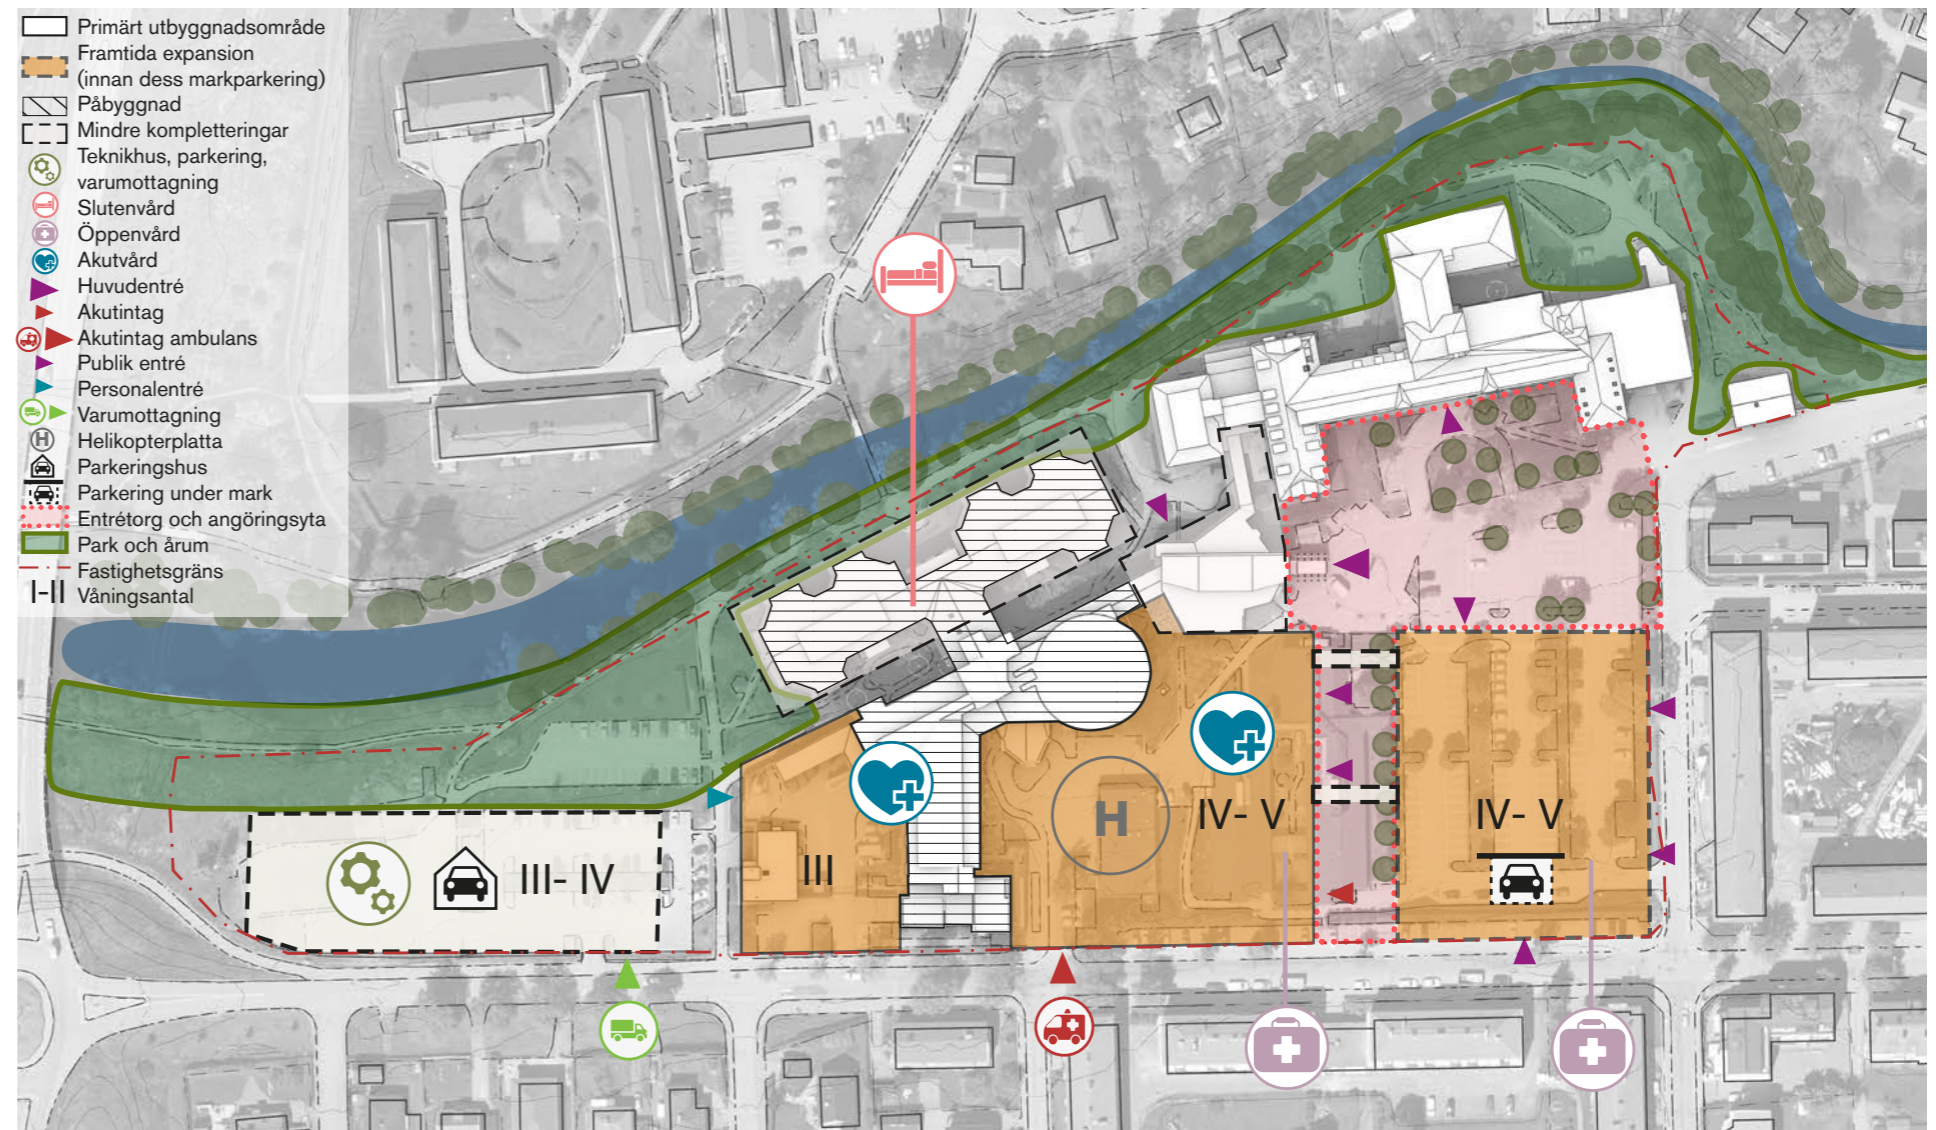 Primärt utbyggnadsområde
Framtida expansion
(innan dess markparkering)
Påbyggnad
Mindre kompletteringar
Teknikhus, parkering,
varumottagning
Slutenvård
Öppenvård
Akutvård
Huvudentré
Akutintag
Akutintag ambulans
Publik entré
Personalentré
Varumottagning
H Helikopterplatta
Parkeringshus
Parkering under mark
Entrétorg och angöringsyta
Park och årum
Fastighetsgräns
I-II Våningsantal
III- IV
III
H
IV- V
IV- V